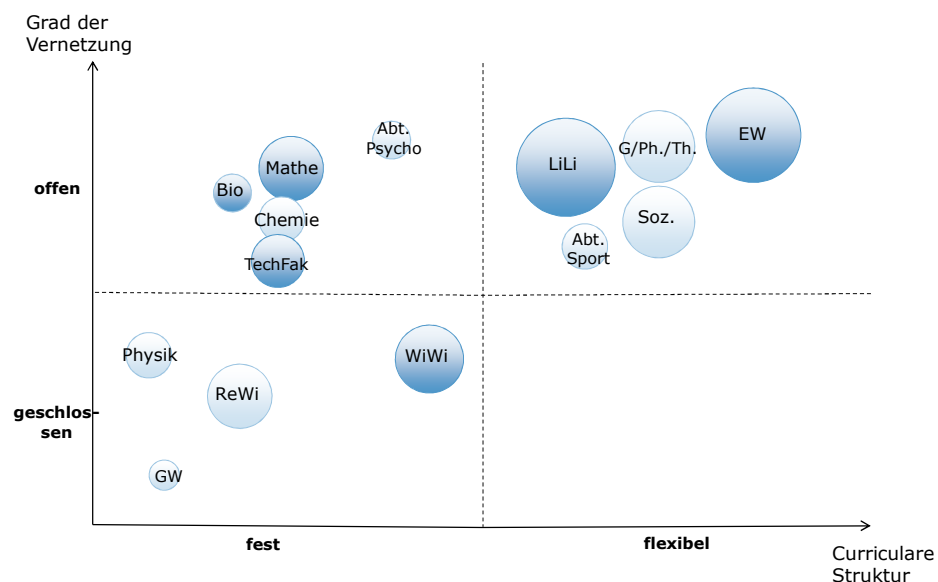 Grad der
Vernetzung
offen
geschlos-
sen
Abt.
Psycho
Mathe
Bio
Chemie
TechFak
LiLi
G/Ph./Th.
EW
Soz.
Abt.
Sport
Physik
ReWi
WiWi
GW
fest
flexibel
Curriculare
Struktur